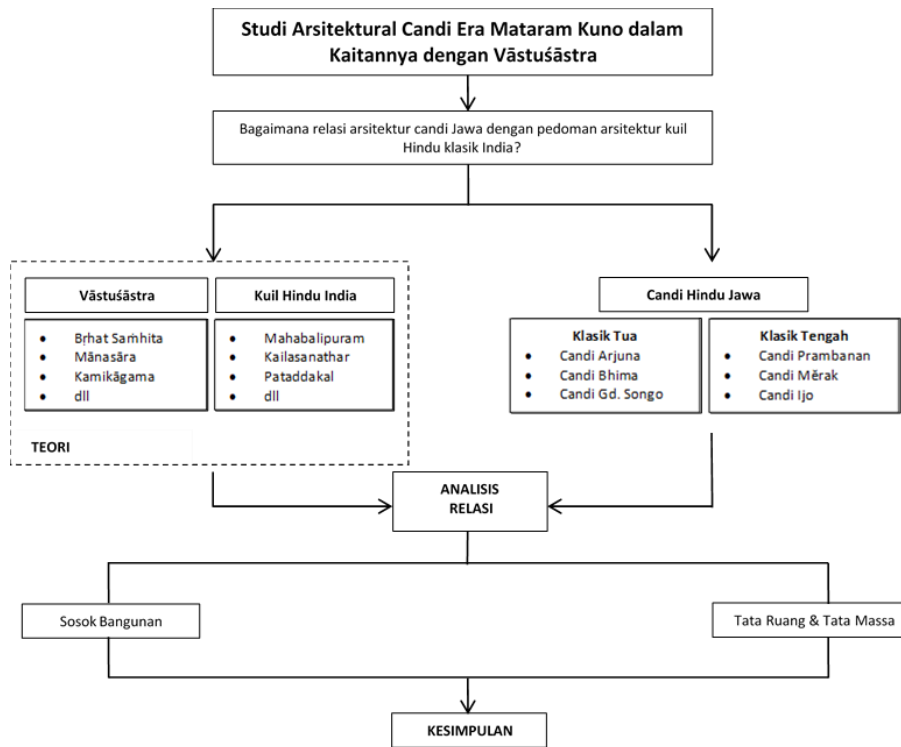 Studi Arsitektural Candi Era Mataram Kuno dalam
Kaitannya dengan Vāstuśāstra
Bagaimana relasi arsitektur candi Jawa dengan pedoman arsitektur kuil
Hindu klasik India?
Vāstuśāstra
Kuil Hindu India
• Bṛhat Saṁhita
• Mānasāra
• Kamikāgama
• dll
• Mahabalipuram
• Kailasanathar
• Pataddakal
• dll
TEORI
Candi Hindu Jawa
Klasik Tua
• Candi Arjuna
• Candi Bhima
• Candi Gd. Songo
Klasik Tengah
• Candi Prambanan
• Candi Mĕrak
• Candi Ijo
ANALISIS
RELASI
Sosok Bangunan
Tata Ruang & Tata Massa
KESIMPULAN